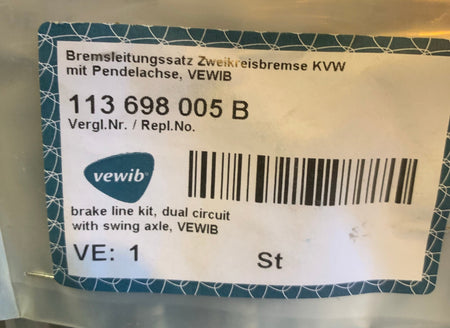 Bremsleitungssatz Zweikreisbremse KVW
mit Pendelachse, VEWIB
113 698 005 B
Vergl.Nr. / Repl.No.
vewib®
brake line kit, dual circuit
with swing axle, VEWIB
VE: 1
St